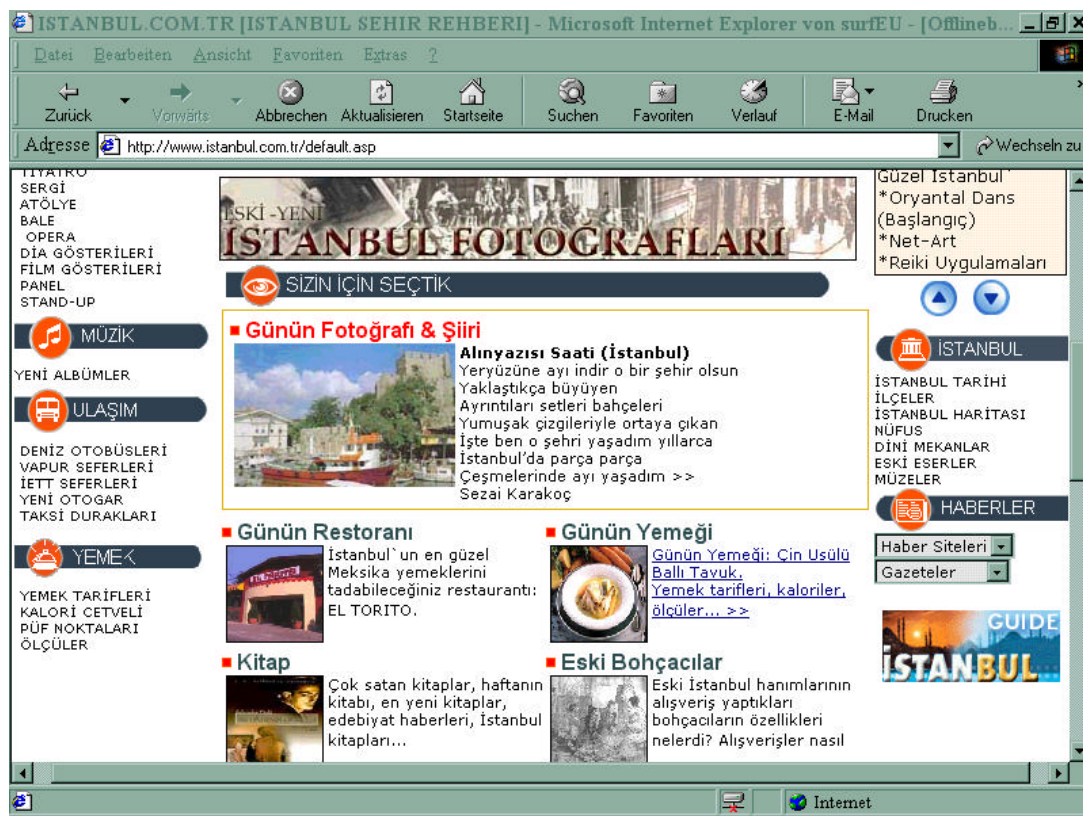 ISTANBUL.COM.TR [ISTANBUL SEHIR REHBERI] - Microsoft Internet Explorer von surfEU - [Offlineb...
Datei Bearbeiten Ansicht Favoriten Extras ?
Zurück Vorwärts Abbrechen Aktualisieren Startseite Suchen Favoriten Verlauf E-Mail Drucken
Adresse http://www.istanbul.com.tr/default.asp Wechseln zu
TİYATRO
SERGİ
ATÖLYE
BALE
OPERA
DİA GÖSTERİLERİ
FİLM GÖSTERİLERİ
PANEL
STAND-UP
MÜZİK
YENİ ALBÜMLER
ULAŞIM
DENİZ OTOBÜSLERİ
VAPUR SEFERLERİ
İETT SEFERLERİ
YENİ OTOGAR
TAKSİ DURAKLARI
YEMEK
YEMEK TARİFLERİ
KALORİ CETVELİ
PÜF NOKTALARI
ÖLÇÜLER
ESKİ-YENİ
İSTANBUL FOTOĞRAFLARI
SİZİN İÇİN SEÇTİK
Günün Fotoğrafı & Şiiri
Alınyazısı Saati (İstanbul)
Yeryüzüne ayı indir o bir şehir olsun
Yaklaştıkça büyüyen
Ayrıntıları setleri bahçeleri
Yumuşak çizgileriyle ortaya çıkan
İşte ben o şehri yaşadım yıllarca
İstanbul'da parça parça
Çeşmelerinde ayı yaşadım >>
Sezai Karakoç
Günün Restoranı
İstanbul`un en güzel
Meksika yemeklerini
tadabileceğiniz restaurantı:
EL TORITO.
Günün Yemeği
Günün Yemeği: Çin Usülü
Ballı Tavuk.
Yemek tarifleri, kaloriler,
ölçüler... >>
Kitap
Çok satan kitaplar, haftanın
kitabı, en yeni kitaplar,
edebiyat haberleri, İstanbul
kitapları...
Eski Bohçacılar
Eski İstanbul hanımlarının
alışveriş yaptıkları
bohçacıların özellikleri
nelerdi? Alışverişler nasıl
Güzel İstanbul`
*Oryantal Dans
(Başlangıç)
*Net-Art
*Reiki Uygulamaları
İSTANBUL
İSTANBUL TARİHİ
İLÇELER
İSTANBUL HARİTASI
NÜFUS
DİNİ MEKANLAR
ESKİ ESERLER
MÜZELER
HABERLER
Haber Siteleri
Gazeteler
GUIDE
İSTANBUL
Internet